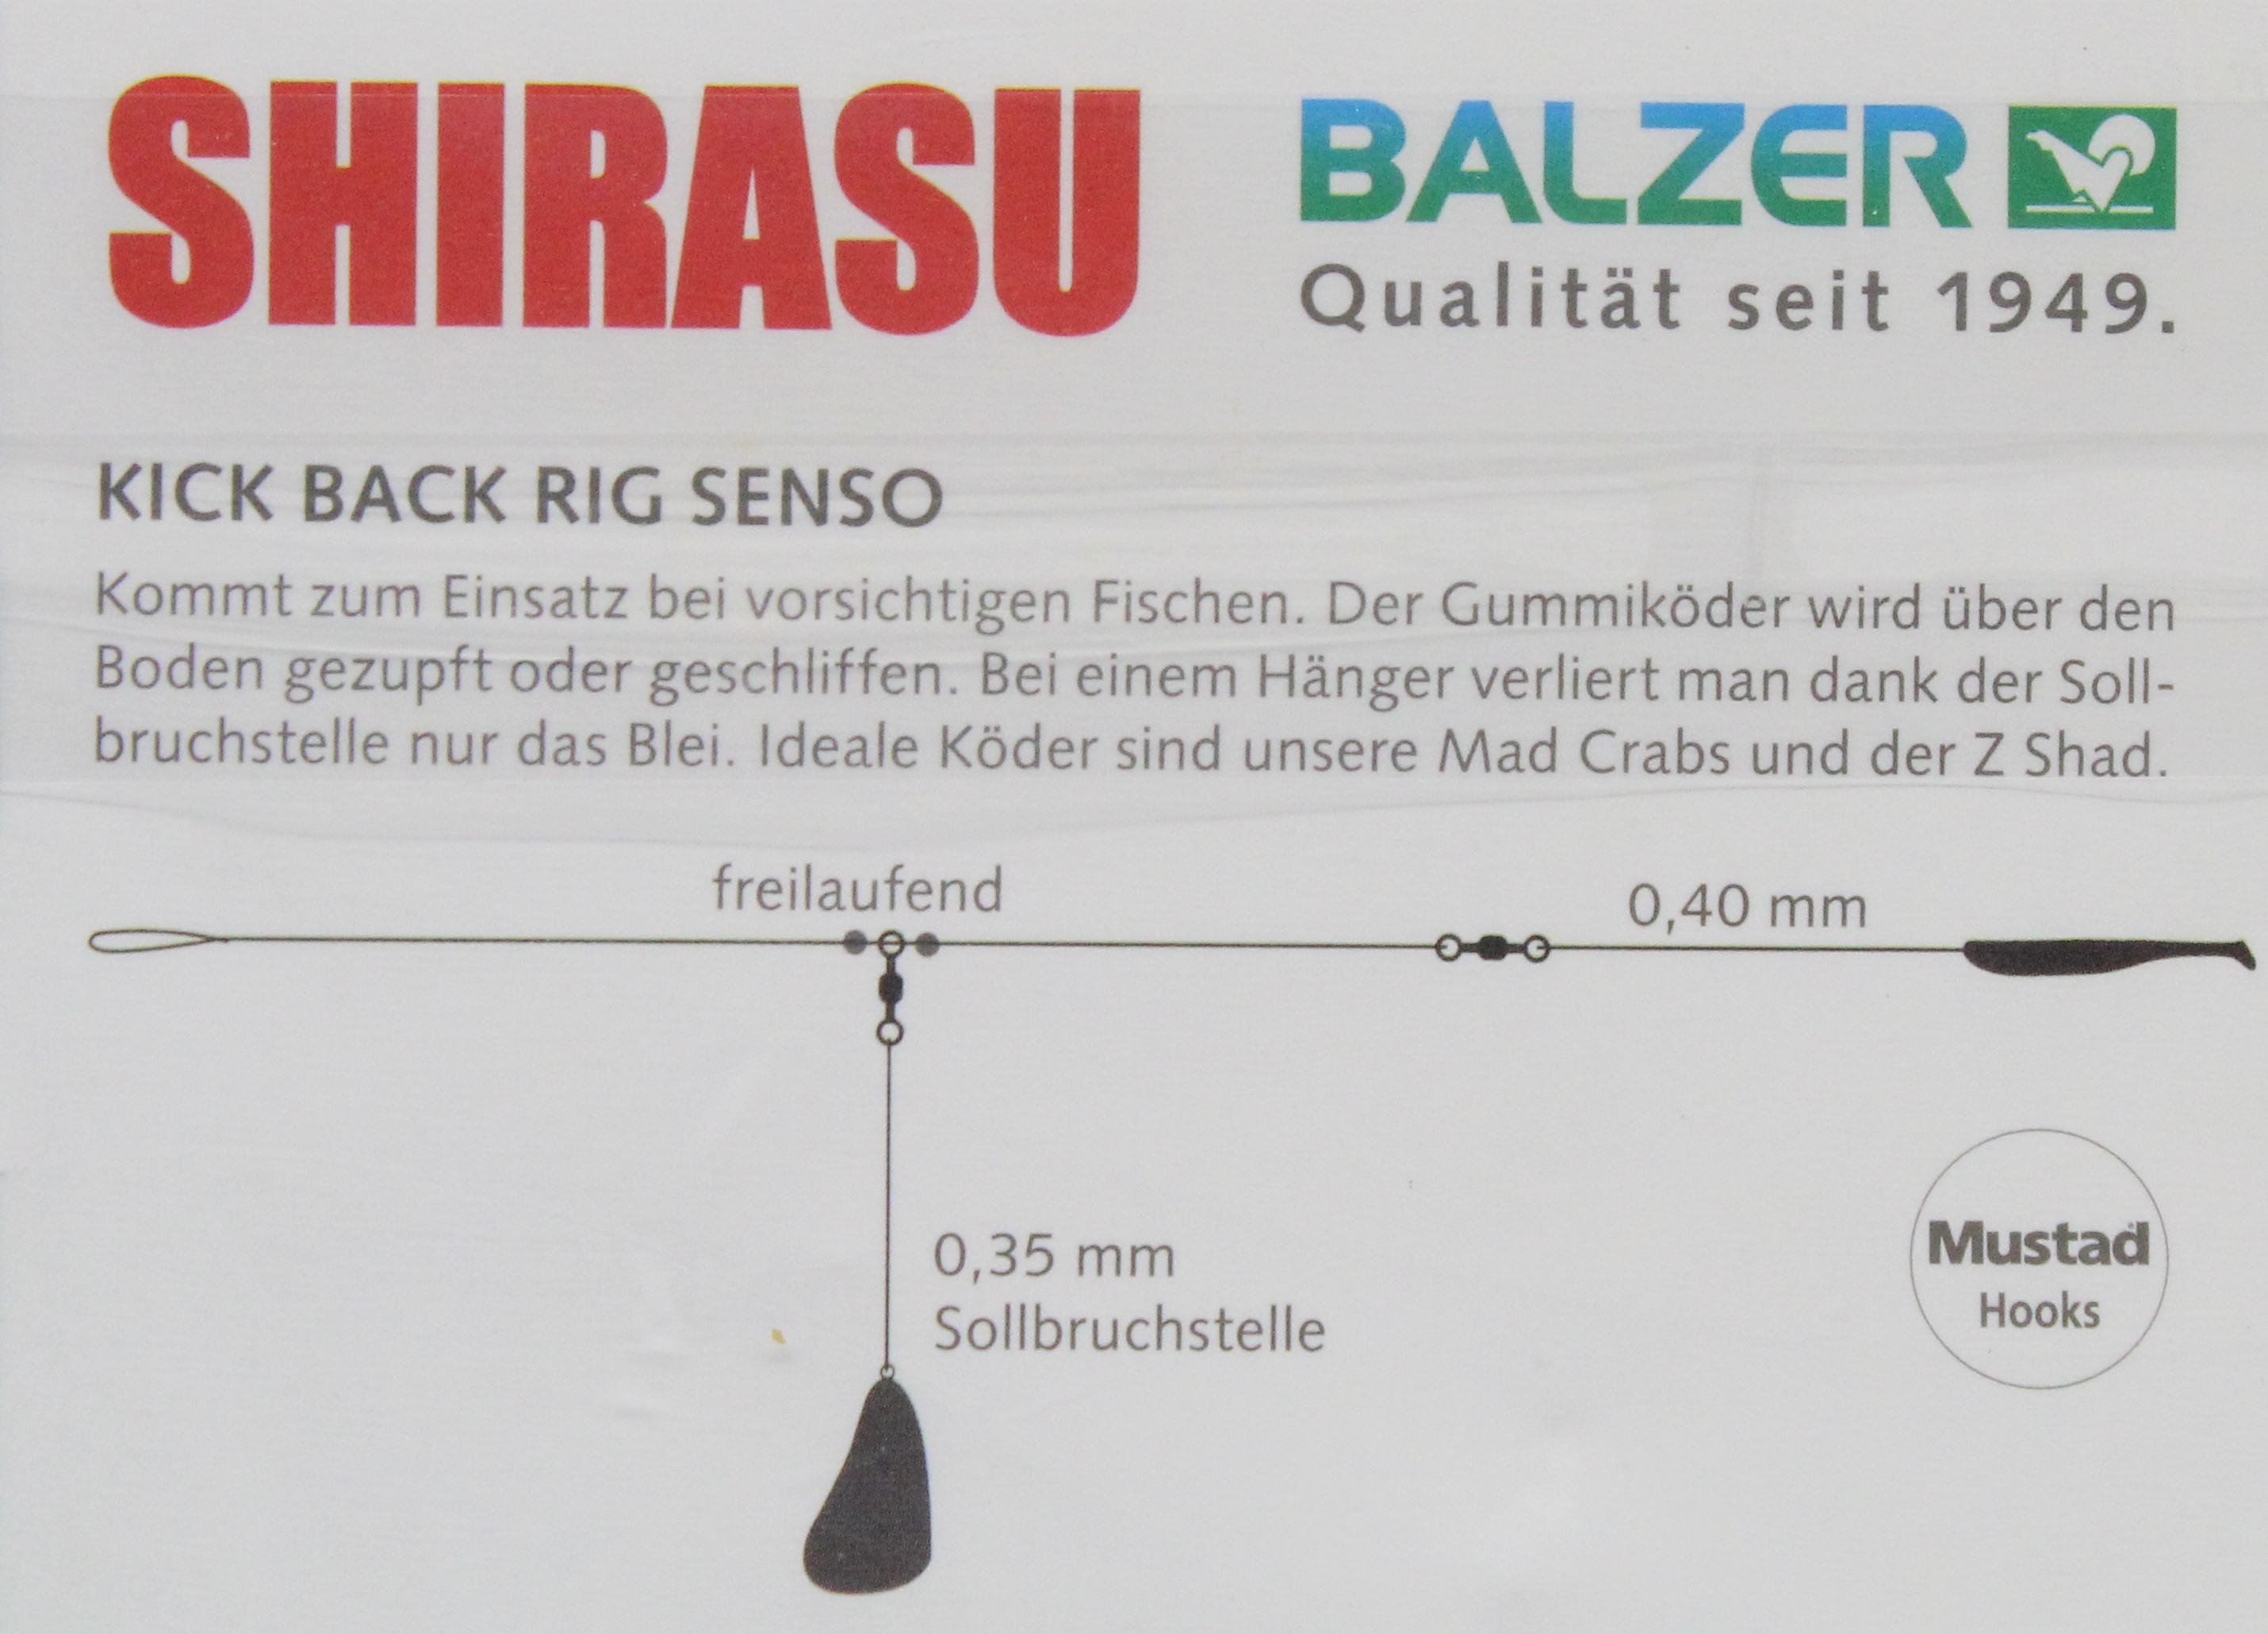 SHIRASU
BALZER
Qualität seit 1949.
KICK BACK RIG SENSO
Kommt zum Einsatz bei vorsichtigen Fischen. Der Gummiköder wird über den
Boden gezupft oder geschliffen. Bei einem Hänger verliert man dank der Soll-
bruchstelle nur das Blei. Ideale Köder sind unsere Mad Crabs und der Z Shad.
freilaufend
0,40 mm
0,35 mm
Sollbruchstelle
Mustad
Hooks